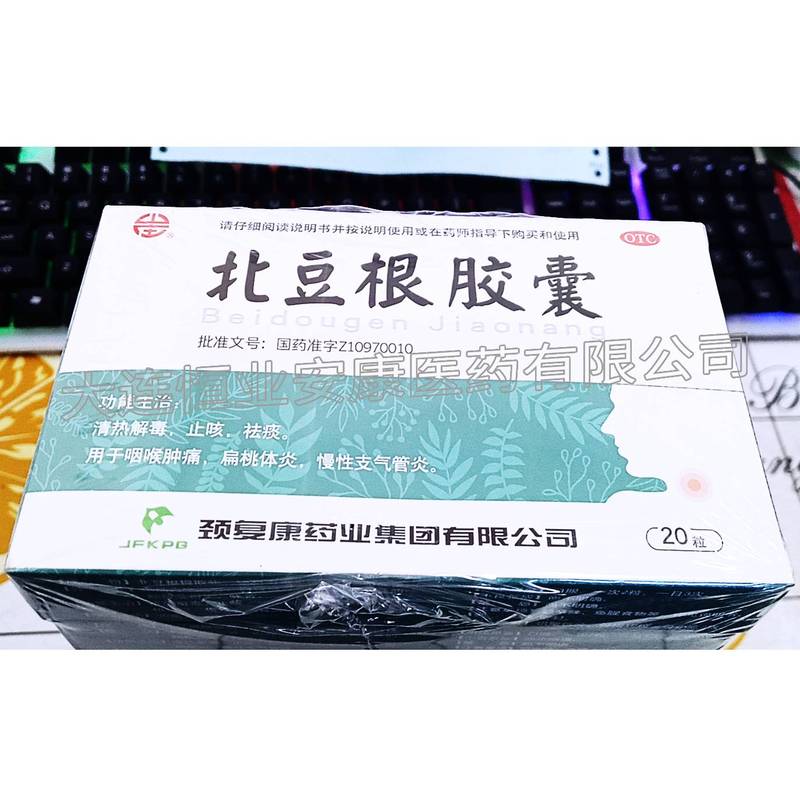 请仔细阅读说明书并按说明使用或在药师指导下购买和使用
OTC
北豆根胶囊
Beidougen Jiaonang
批准文号：国药准字Z10970010
大连恒业安康医药有限公司
功能主治：
清热解毒，止咳，祛痰。
用于咽喉肿痛，扁桃体炎，慢性支气管炎。
JFKPG
颈复康药业集团有限公司
20粒